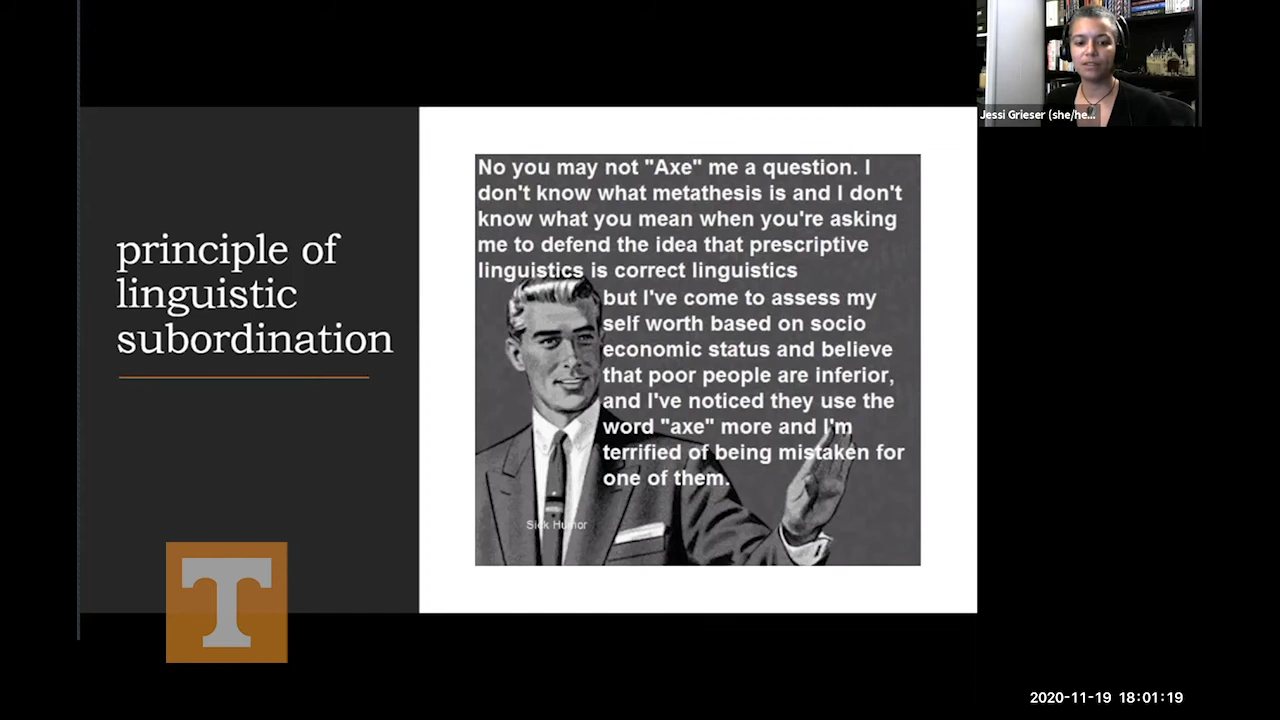 principle of
linguistic
subordination
No you may not "Axe" me a question. I
don't know what metathesis is and I don't
know what you mean when you're asking
me to defend the idea that prescriptive
linguistics is correct linguistics
but I've come to assess my
self worth based on socio
economic status and believe
that poor people are inferior,
and I've noticed they use the
word "axe" more and I'm
terrified of being mistaken for
one of them.
Sick Humor
T
Jessi Grieser (she/he...
2020-11-19 18:01:19